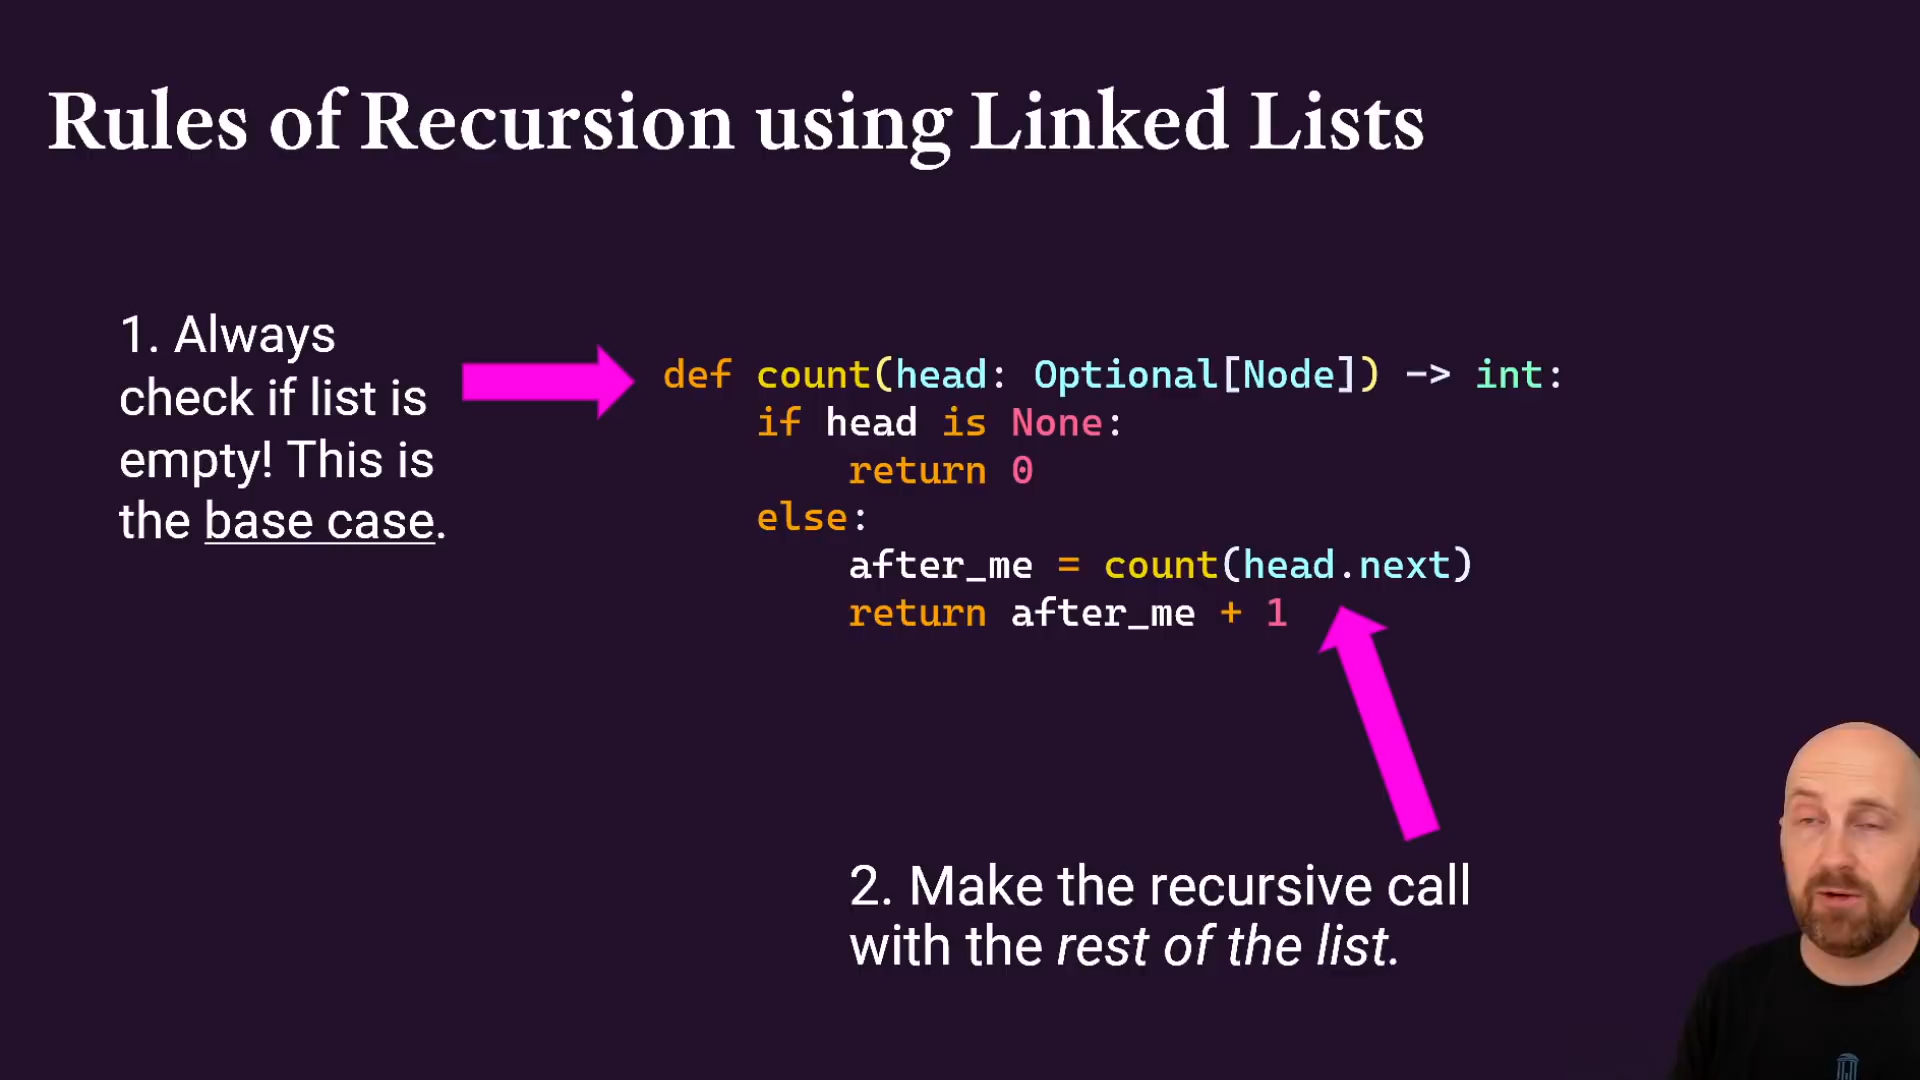 Rules of Recursion using Linked Lists
1. Always
check if list is
empty! This is
the base case.
def count(head: Optional[Node]) -> int:
    if head is None:
        return 0
    else:
        after_me = count(head.next)
        return after_me + 1
2. Make the recursive call
with the rest of the list.